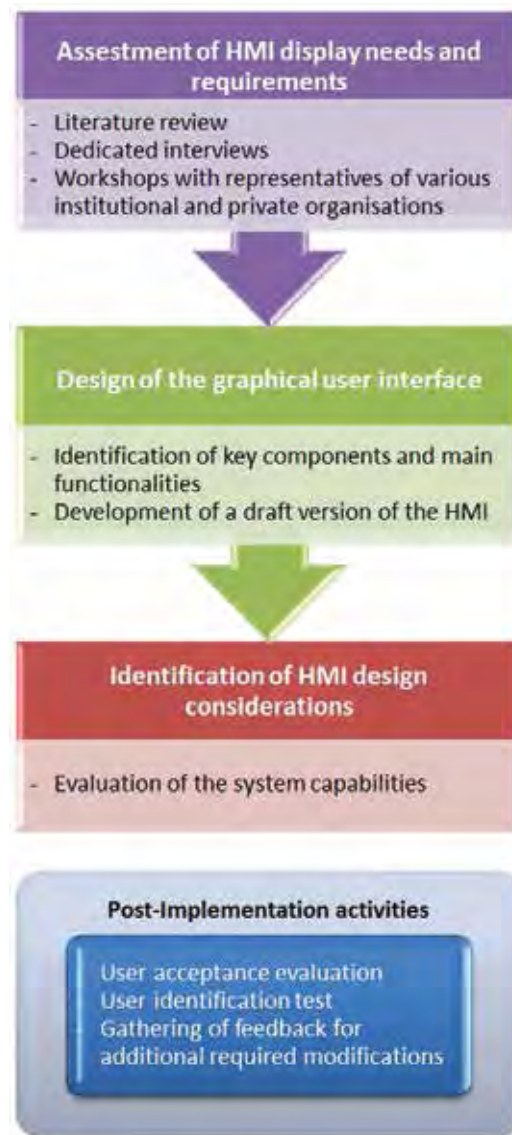 Assestment of HMI display needs and
requirements
- Literature review
- Dedicated interviews
- Workshops with representatives of various
institutional and private organisations
Design of the graphical user interface
- Identification of key components and main
functionalities
- Development of a draft version of the HMI
Identification of HMI design
considerations
- Evaluation of the system capabilities
Post-Implementation activities
User acceptance evaluation
User identification test
Gathering of feedback for
additional required modifications